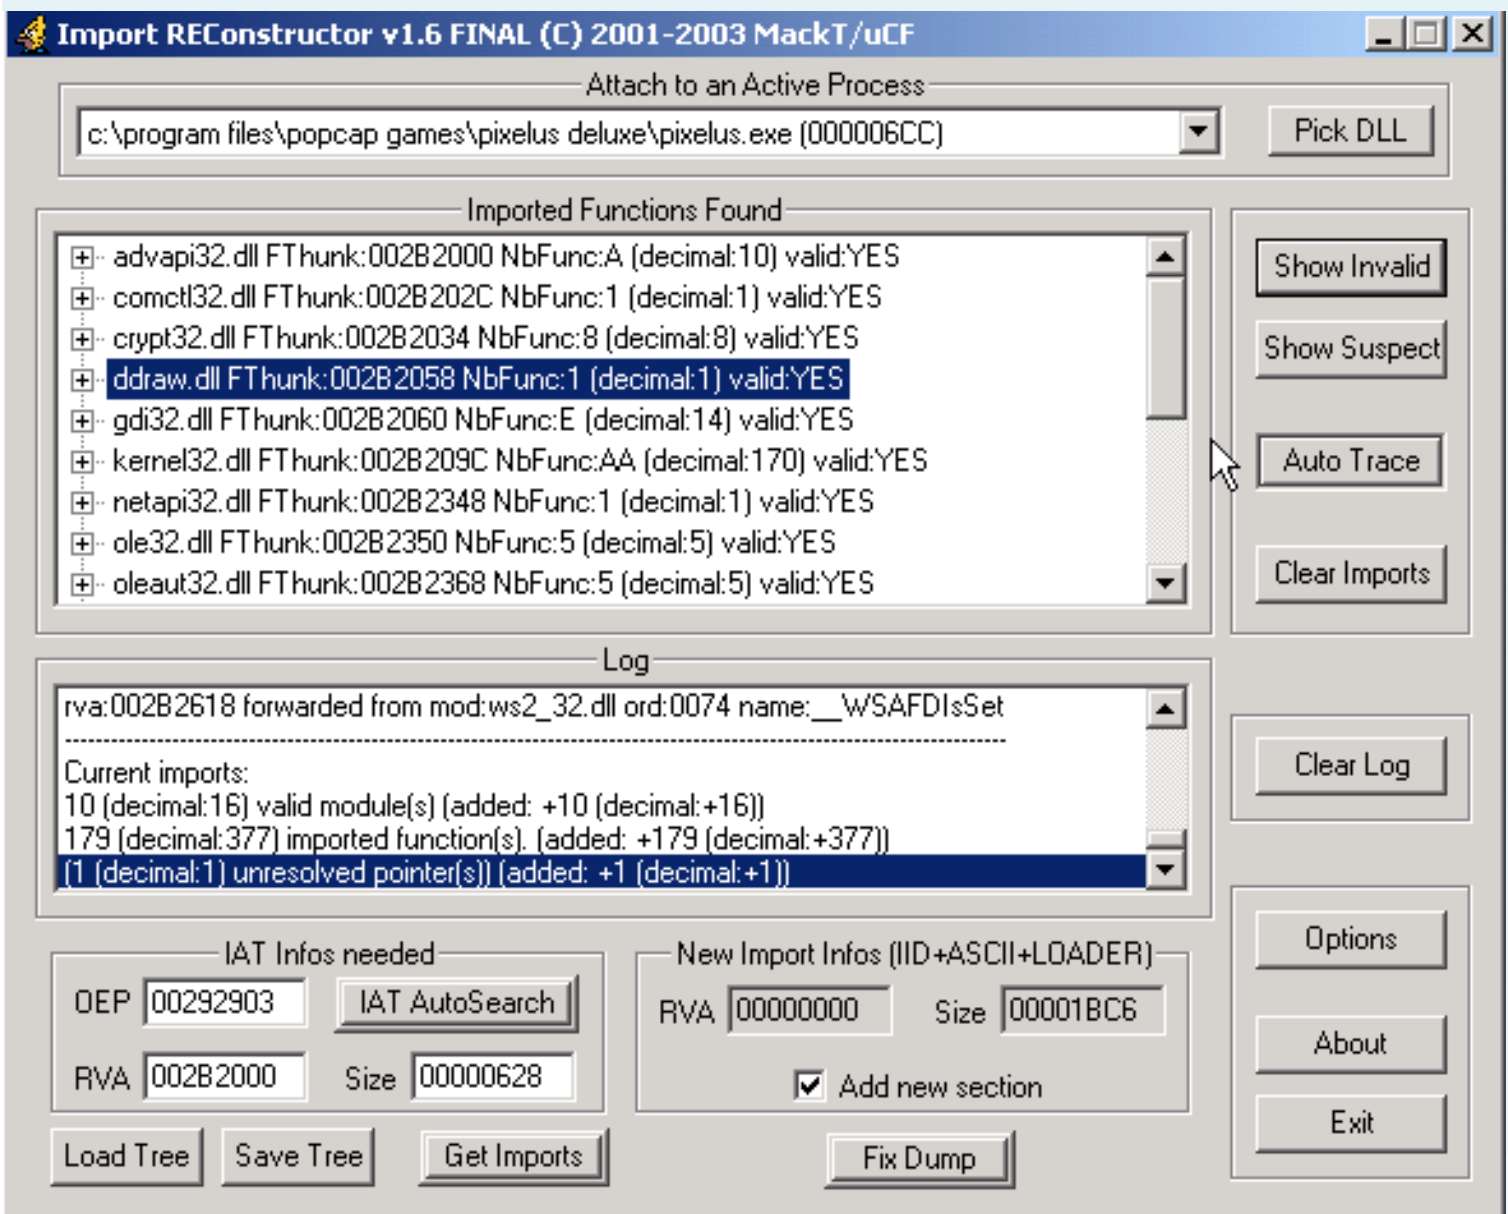 Import REConstructor v1.6 FINAL (C) 2001-2003 MackT/uCF
Attach to an Active Process
c:\program files\popcap games\pixelus deluxe\pixelus.exe (000006CC)
Pick DLL
Imported Functions Found
advapi32.dll FThunk:002B2000 NbFunc:A (decimal:10) valid:YES
comctl32.dll FThunk:002B202C NbFunc:1 (decimal:1) valid:YES
crypt32.dll FThunk:002B2034 NbFunc:8 (decimal:8) valid:YES
ddraw.dll FThunk:002B2058 NbFunc:1 (decimal:1) valid:YES
gdi32.dll FThunk:002B2060 NbFunc:E (decimal:14) valid:YES
kernel32.dll FThunk:002B209C NbFunc:AA (decimal:170) valid:YES
netapi32.dll FThunk:002B2348 NbFunc:1 (decimal:1) valid:YES
ole32.dll FThunk:002B2350 NbFunc:5 (decimal:5) valid:YES
oleaut32.dll FThunk:002B2368 NbFunc:5 (decimal:5) valid:YES
Show Invalid
Show Suspect
Auto Trace
Clear Imports
Log
rva:002B2618 forwarded from mod:ws2_32.dll ord:0074 name:__WSAFDIsSet
--------------------------------------------------------------------------------
Current imports:
10 (decimal:16) valid module(s) (added: +10 (decimal:+16))
179 (decimal:377) imported function(s). (added: +179 (decimal:+377))
(1 (decimal:1) unresolved pointer(s)) (added: +1 (decimal:+1))
Clear Log
IAT Infos needed
OEP 00292903 IAT AutoSearch
RVA 002B2000 Size 00000628
New Import Infos (IID+ASCII+LOADER)
RVA 00000000 Size 00001BC6
Add new section
Options
About
Exit
Load Tree Save Tree Get Imports Fix Dump